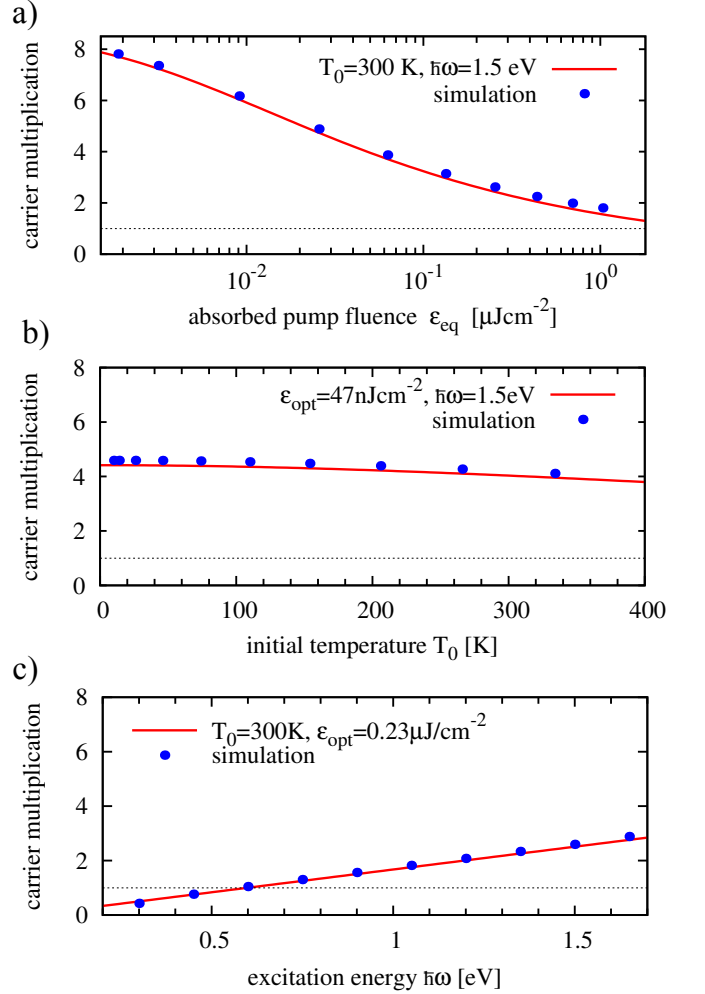 a)
8
6
4
2
0
carrier multiplication
T₀=300 K, ħω=1.5 eV
simulation
10⁻² 10⁻¹ 10⁰
absorbed pump fluence ε_eq [μJcm⁻²]
b)
8
6
4
2
0
carrier multiplication
ε_opt=47nJcm⁻², ħω=1.5eV
simulation
0 100 200 300 400
initial temperature T₀ [K]
c)
8
6
4
2
0
carrier multiplication
T₀=300K, ε_opt=0.23μJ/cm⁻²
simulation
0.5 1 1.5
excitation energy ħω [eV]